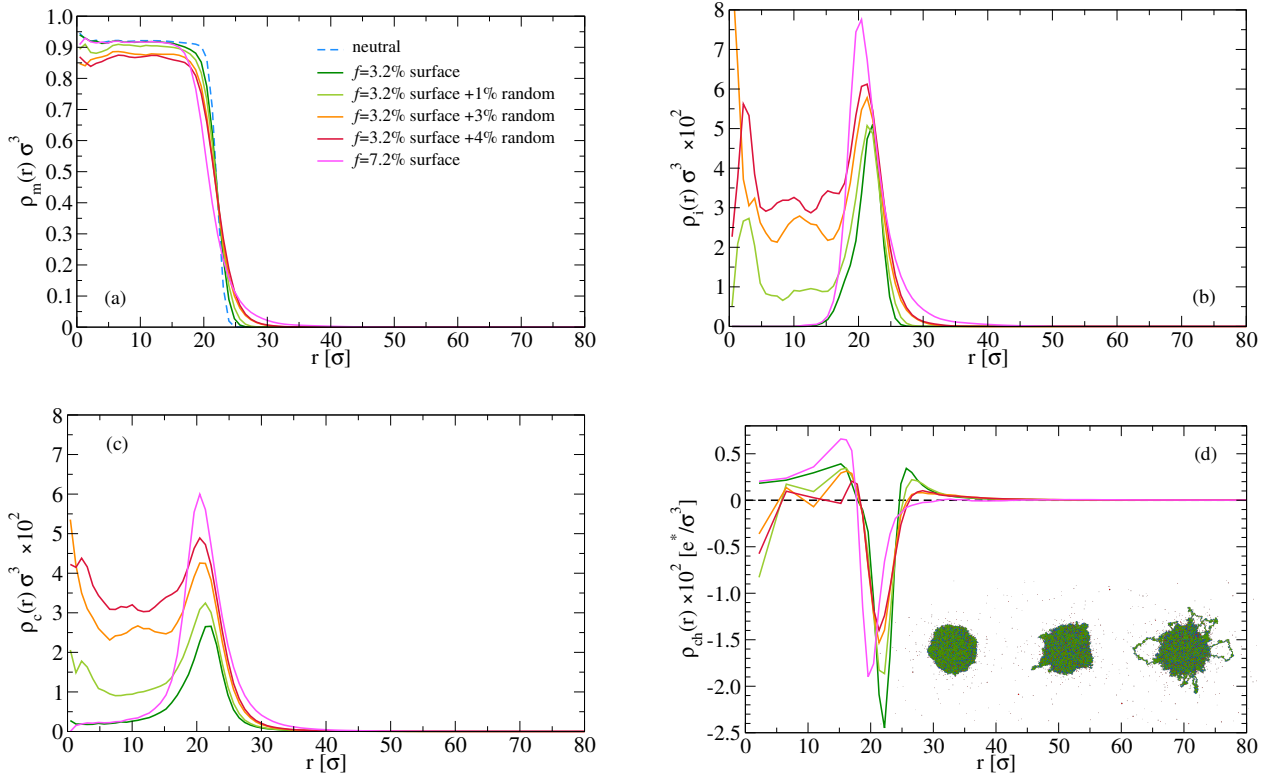 1.0
0.9
0.8
0.7
0.6
0.5
0.4
0.3
0.2
0.1
0
ρm(r) σ³
neutral
f=3.2% surface
f=3.2% surface +1% random
f=3.2% surface +3% random
f=3.2% surface +4% random
f=7.2% surface
(a)
0 10 20 30 40 50 60 70 80
r [σ]
8
7
6
5
4
3
2
1
0
ρi(r) σ³ ×10²
(b)
0 10 20 30 40 50 60 70 80
r [σ]
8
7
6
5
4
3
2
1
0
ρc(r) σ³ ×10²
(c)
0 10 20 30 40 50 60 70 80
r [σ]
0.5
0
-0.5
-1.0
-1.5
-2.0
-2.5
ρch(r) ×10² [e*/σ³]
(d)
0 10 20 30 40 50 60 70 80
r [σ]